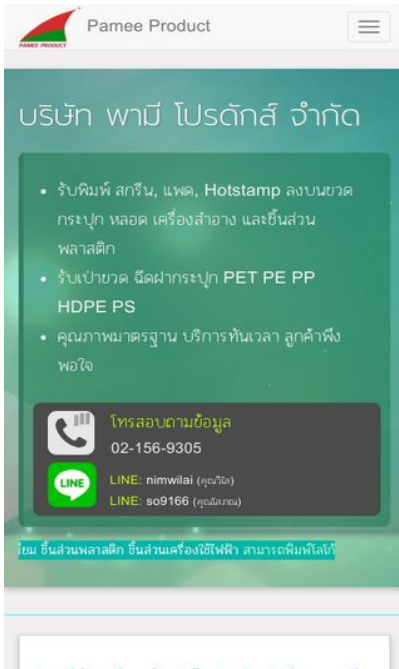 PAMEE PRODUCT
Pamee Product
บริษัท พามี โปรดักส์ จำกัด
รับพิมพ์ สกรีน, แพด, Hotstamp ลงบนขวด
กระปุก หลอด เครื่องสำอาง และชิ้นส่วน
พลาสติก
รับเป่าขวด ฉีดฝากระปุก PET PE PP
HDPE PS
คุณภาพมาตรฐาน บริการทันเวลา ลูกค้าพึง
พอใจ
โทรสอบถามข้อมูล
02-156-9305
LINE
LINE: nimwilai (คุณวิไล)
LINE: so9166 (คุณโสภณ)
ชิ้นส่วนพลาสติก ชิ้นส่วนเครื่องใช้ไฟฟ้า สามารถพิมพ์โลโก้